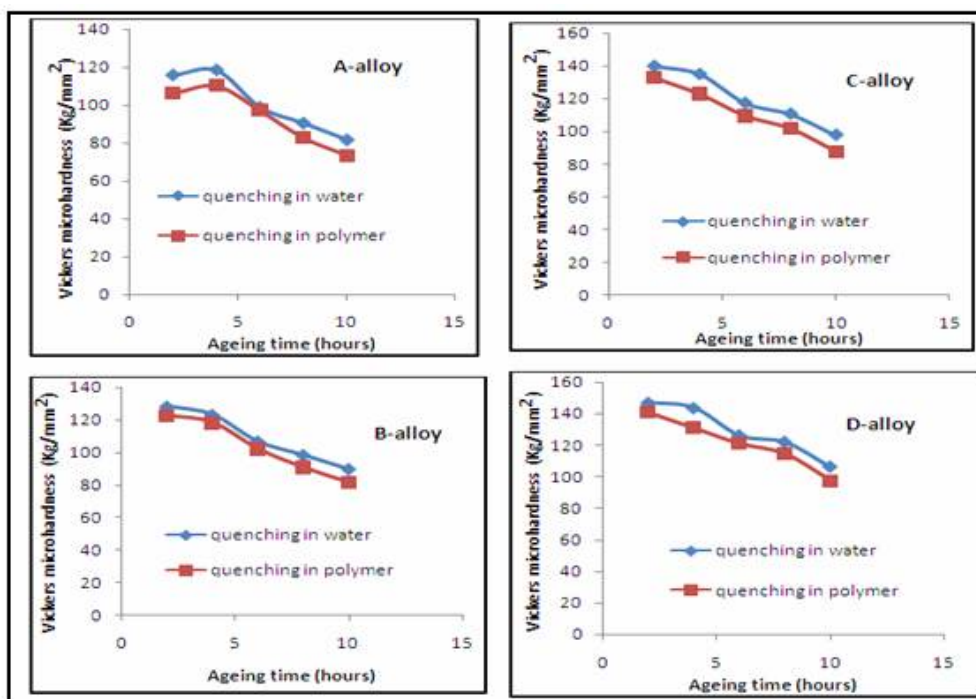 A-alloy
Vickers microhardness (Kg/mm²)
140
120
100
80
60
40
20
0
quenching in water
quenching in polymer
0 5 10 15
Ageing time (hours)
C-alloy
Vickers microhardness (Kg/mm²)
160
140
120
100
80
60
40
20
0
quenching in water
quenching in polymer
0 5 10 15
Ageing time (hours)
B-alloy
Vickers microhardness (Kg/mm²)
140
120
100
80
60
40
20
0
quenching in water
quenching in polymer
0 5 10 15
Ageing time (hours)
D-alloy
Vickers microhardness (Kg/mm²)
160
140
120
100
80
60
40
20
0
quenching in water
quenching in polymer
0 5 10 15
Ageing time (hours)